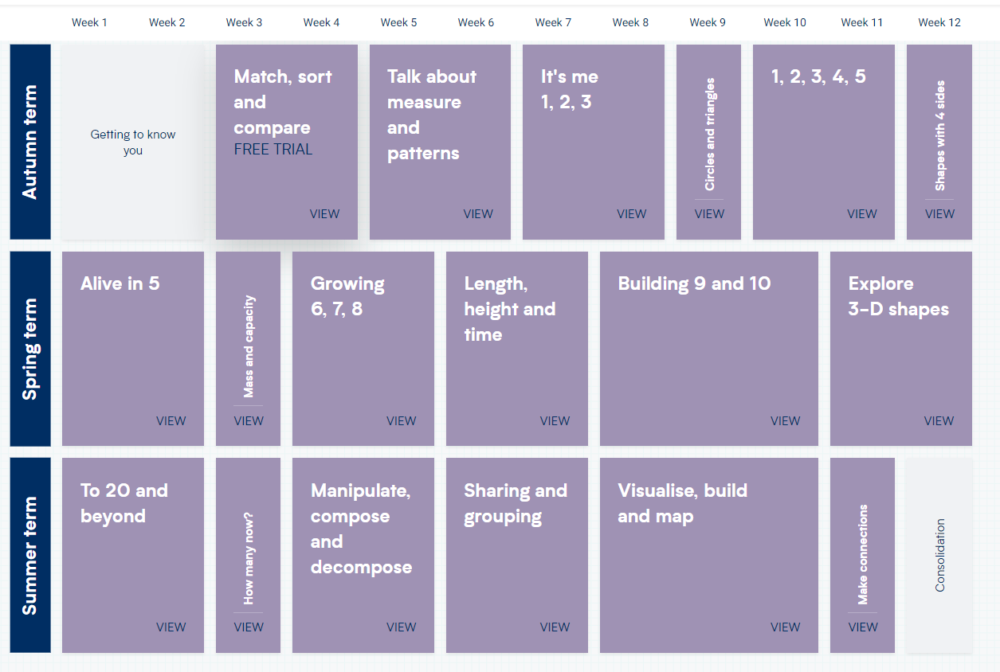 Week 1 Week 2 Week 3 Week 4 Week 5 Week 6 Week 7 Week 8 Week 9 Week 10 Week 11 Week 12
Autumn term
Getting to know
you
Match, sort
and
compare
FREE TRIAL
VIEW
Talk about
measure
and
patterns
VIEW
It's me
1, 2, 3
VIEW
Circles and triangles
VIEW
1, 2, 3, 4, 5
VIEW
Shapes with 4 sides
VIEW
Spring term
Alive in 5
VIEW
Mass and capacity
VIEW
Growing
6, 7, 8
VIEW
Length,
height and
time
VIEW
Building 9 and 10
VIEW
Explore
3-D shapes
VIEW
Summer term
To 20 and
beyond
VIEW
How many now?
VIEW
Manipulate,
compose
and
decompose
VIEW
Sharing and
grouping
VIEW
Visualise, build
and map
VIEW
Make connections
VIEW
Consolidation